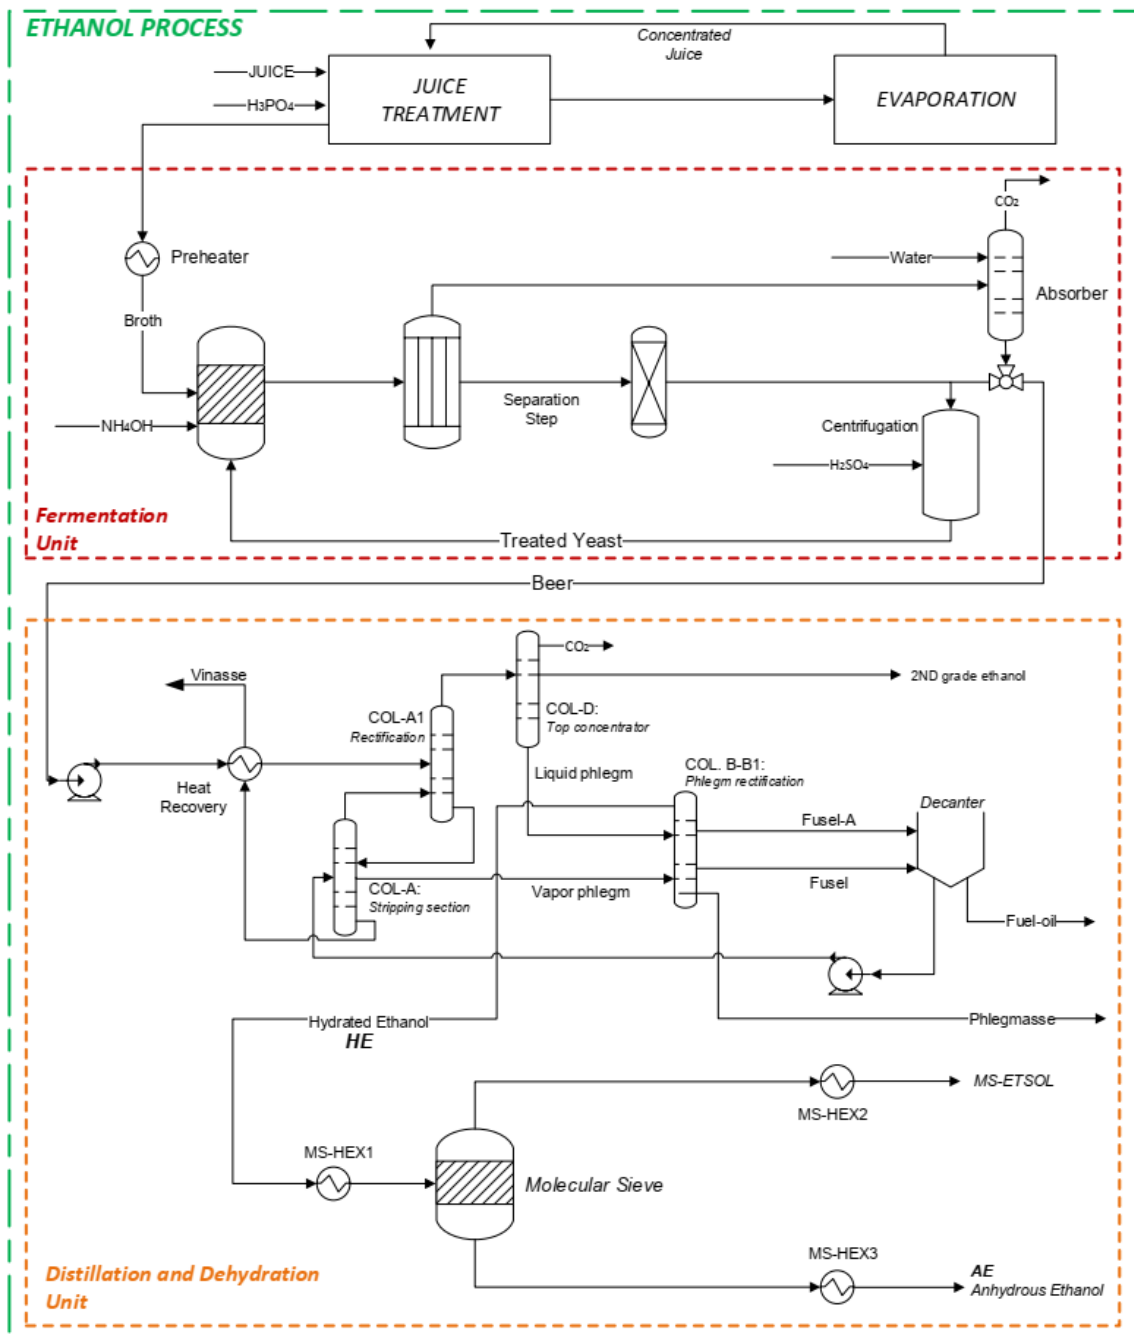 ETHANOL PROCESS
Concentrated
Juice
JUICE
H3PO4
JUICE
TREATMENT
EVAPORATION
CO2
Preheater
Water
Absorber
Broth
Separation
Step
Centrifugation
NH4OH
H2SO4
Fermentation
Unit
Treated Yeast
Beer
CO2
Vinasse
2ND grade ethanol
COL-A1
Rectification
COL-D:
Top concentrator
Liquid phlegm
COL. B-B1:
Phlegm rectification
Heat
Recovery
Decanter
Fusel-A
COL-A:
Stripping section
Vapor phlegm
Fusel
Fuel-oil
Hydrated Ethanol
HE
Phlegmasse
MS-ETSOL
MS-HEX2
MS-HEX1
Molecular Sieve
MS-HEX3
AE
Anhydrous Ethanol
Distillation and Dehydration
Unit